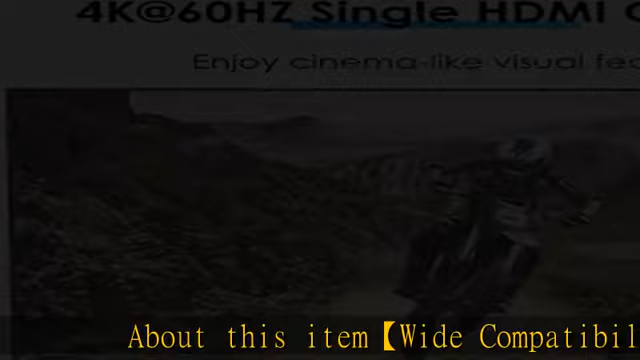 4K@60HZ Single HDMI
Enjoy cinema-like visual
About this item【Wide Compatibil